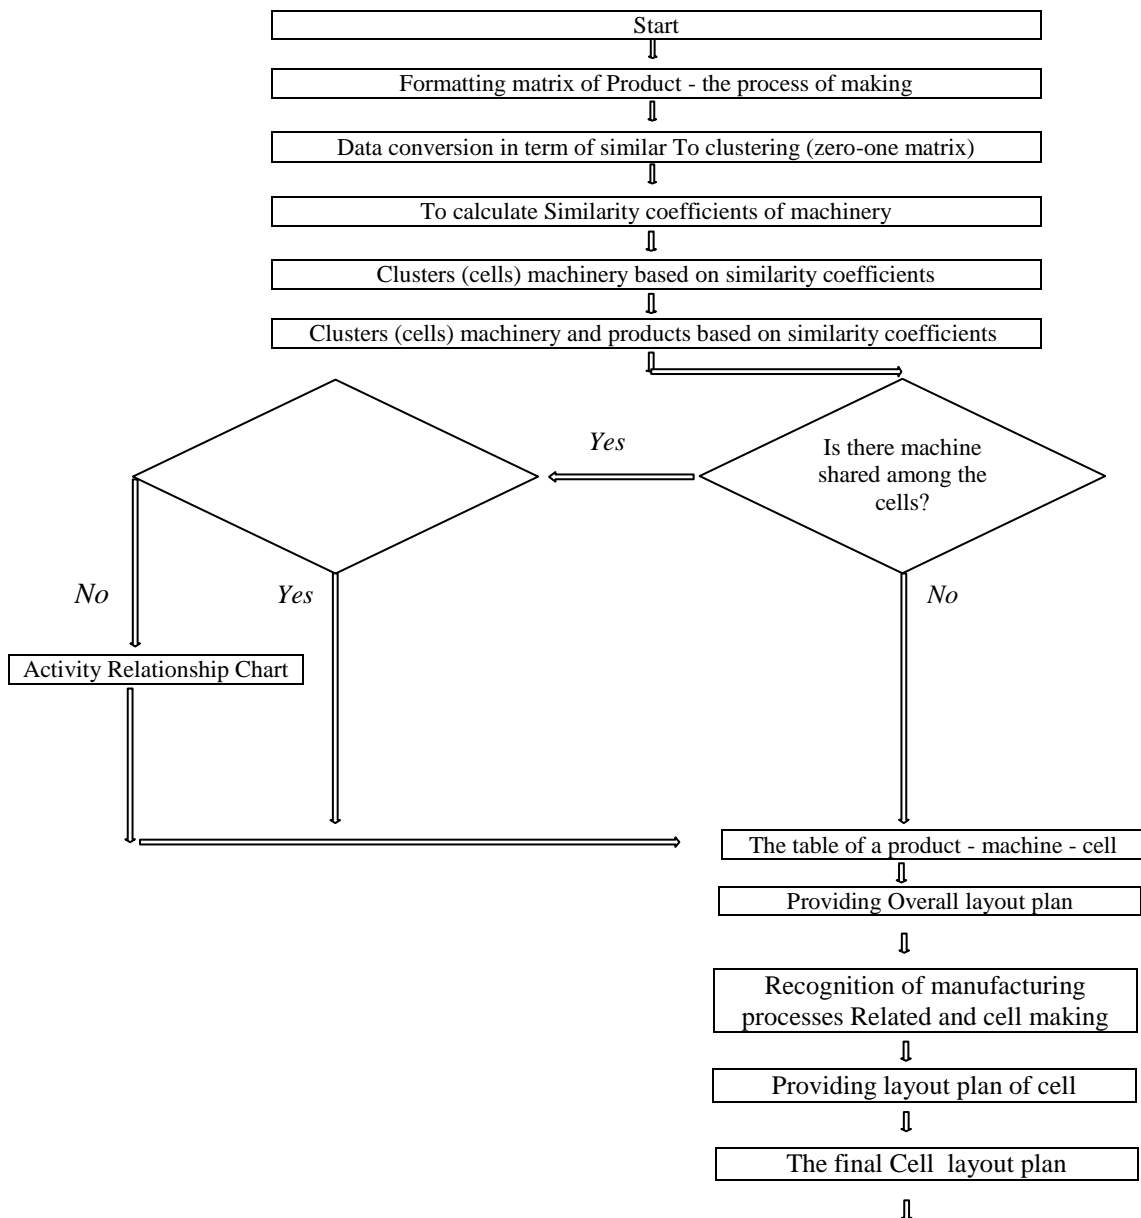 Start
Formatting matrix of Product - the process of making
Data conversion in term of similar To clustering (zero-one matrix)
To calculate Similarity coefficients of machinery
Clusters (cells) machinery based on similarity coefficients
Clusters (cells) machinery and products based on similarity coefficients
Yes
Is there machine
shared among the
cells?
No
Yes
No
Activity Relationship Chart
The table of a product - machine - cell
Providing Overall layout plan
Recognition of manufacturing
processes Related and cell making
Providing layout plan of cell
The final Cell layout plan